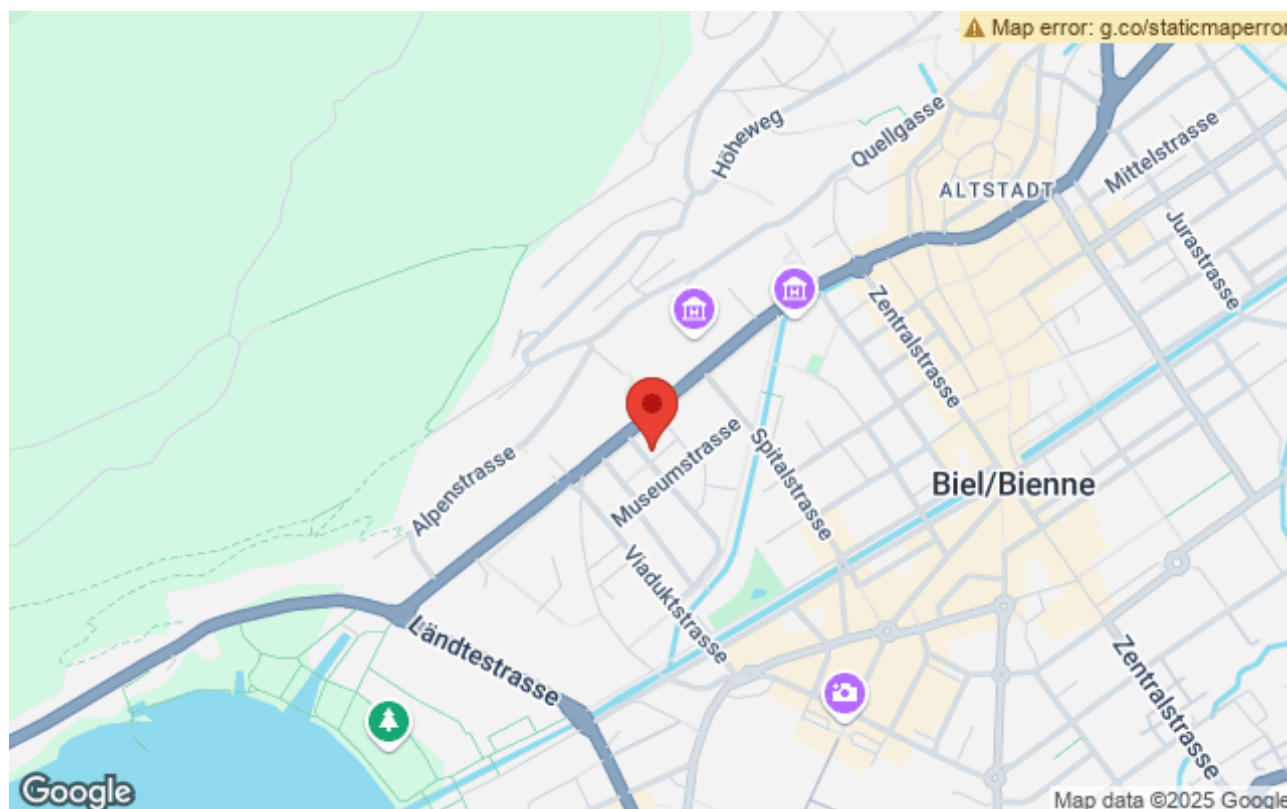 Map error: g.co/staticmaperror
Höheweg
Quellgasse
Mittelstrasse
ALTSTADT
Jurastrasse
Zentralstrasse
Alpenstrasse
Museumstrasse
Spitalstrasse
Biel/Bienne
Viaduktstrasse
Ländtestrasse
Zentralstrasse
Google
Map data ©2025 Google